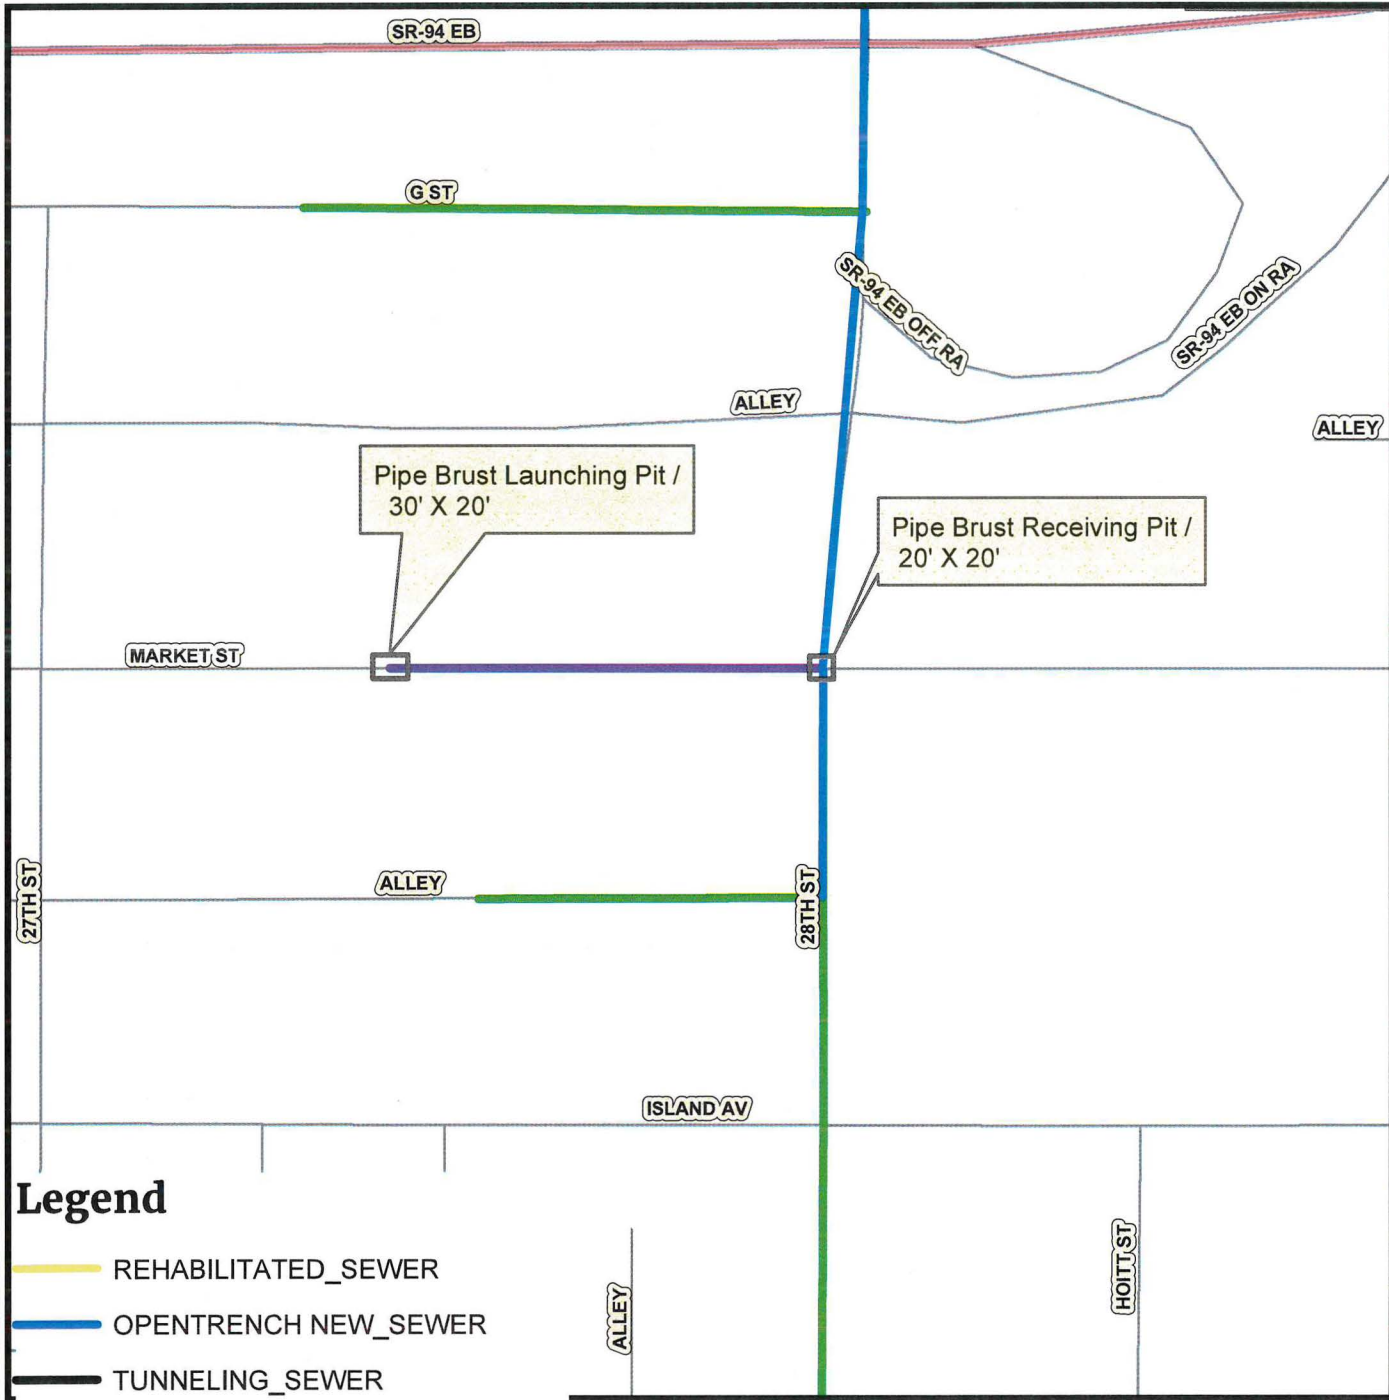 SR-94 EB
G ST
SR-94 EB OFF RA
SR-94 EB ON RA
ALLEY
ALLEY
Pipe Brust Launching Pit /
30' X 20'
Pipe Brust Receiving Pit /
20' X 20'
MARKET ST
27TH ST
ALLEY
28TH ST
ISLAND AV
Legend
REHABILITATED_SEWER
OPENTRENCH NEW_SEWER
TUNNELING_SEWER
ALLEY
HOITT ST